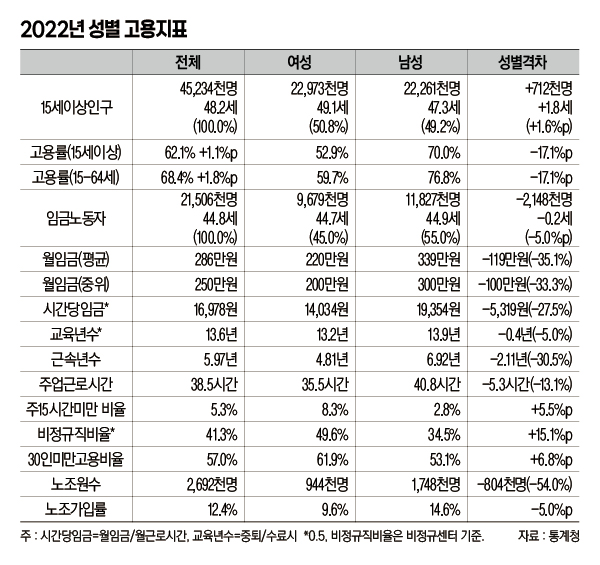 2022년 성별 고용지표
전체 여성 남성 성별격차
15세이상인구 45,234천명 48.2세 (100.0%) 22,973천명 49.1세 (50.8%) 22,261천명 47.3세 (49.2%) +712천명 +1.8세 (+1.6%p)
고용률(15세이상) 62.1% +1.1%p 52.9% 70.0% -17.1%p
고용률(15-64세) 68.4% +1.8%p 59.7% 76.8% -17.1%p
임금노동자 21,506천명 44.8세 (100.0%) 9,679천명 44.7세 (45.0%) 11,827천명 44.9세 (55.0%) -2,148천명 -0.2세 (-5.0%p)
월임금(평균) 286만원 220만원 339만원 -119만원(-35.1%)
월임금(중위) 250만원 200만원 300만원 -100만원(-33.3%)
시간당임금* 16,978원 14,034원 19,354원 -5,319원(-27.5%)
교육년수* 13.6년 13.2년 13.9년 -0.4년(-5.0%)
근속년수 5.97년 4.81년 6.92년 -2.11년(-30.5%)
주업근로시간 38.5시간 35.5시간 40.8시간 -5.3시간(-13.1%)
주15시간미만 비율 5.3% 8.3% 2.8% +5.5%p
비정규직비율* 41.3% 49.6% 34.5% +15.1%p
30인미만고용비율 57.0% 61.9% 53.1% +6.8%p
노조원수 2,692천명 944천명 1,748천명 -804천명(-54.0%)
노조가입률 12.4% 9.6% 14.6% -5.0%p
주 : 시간당임금=월임금/월근로시간, 교육년수=중퇴/수료시 *0.5, 비정규직비율은 비정규센터 기준. 자료 : 통계청